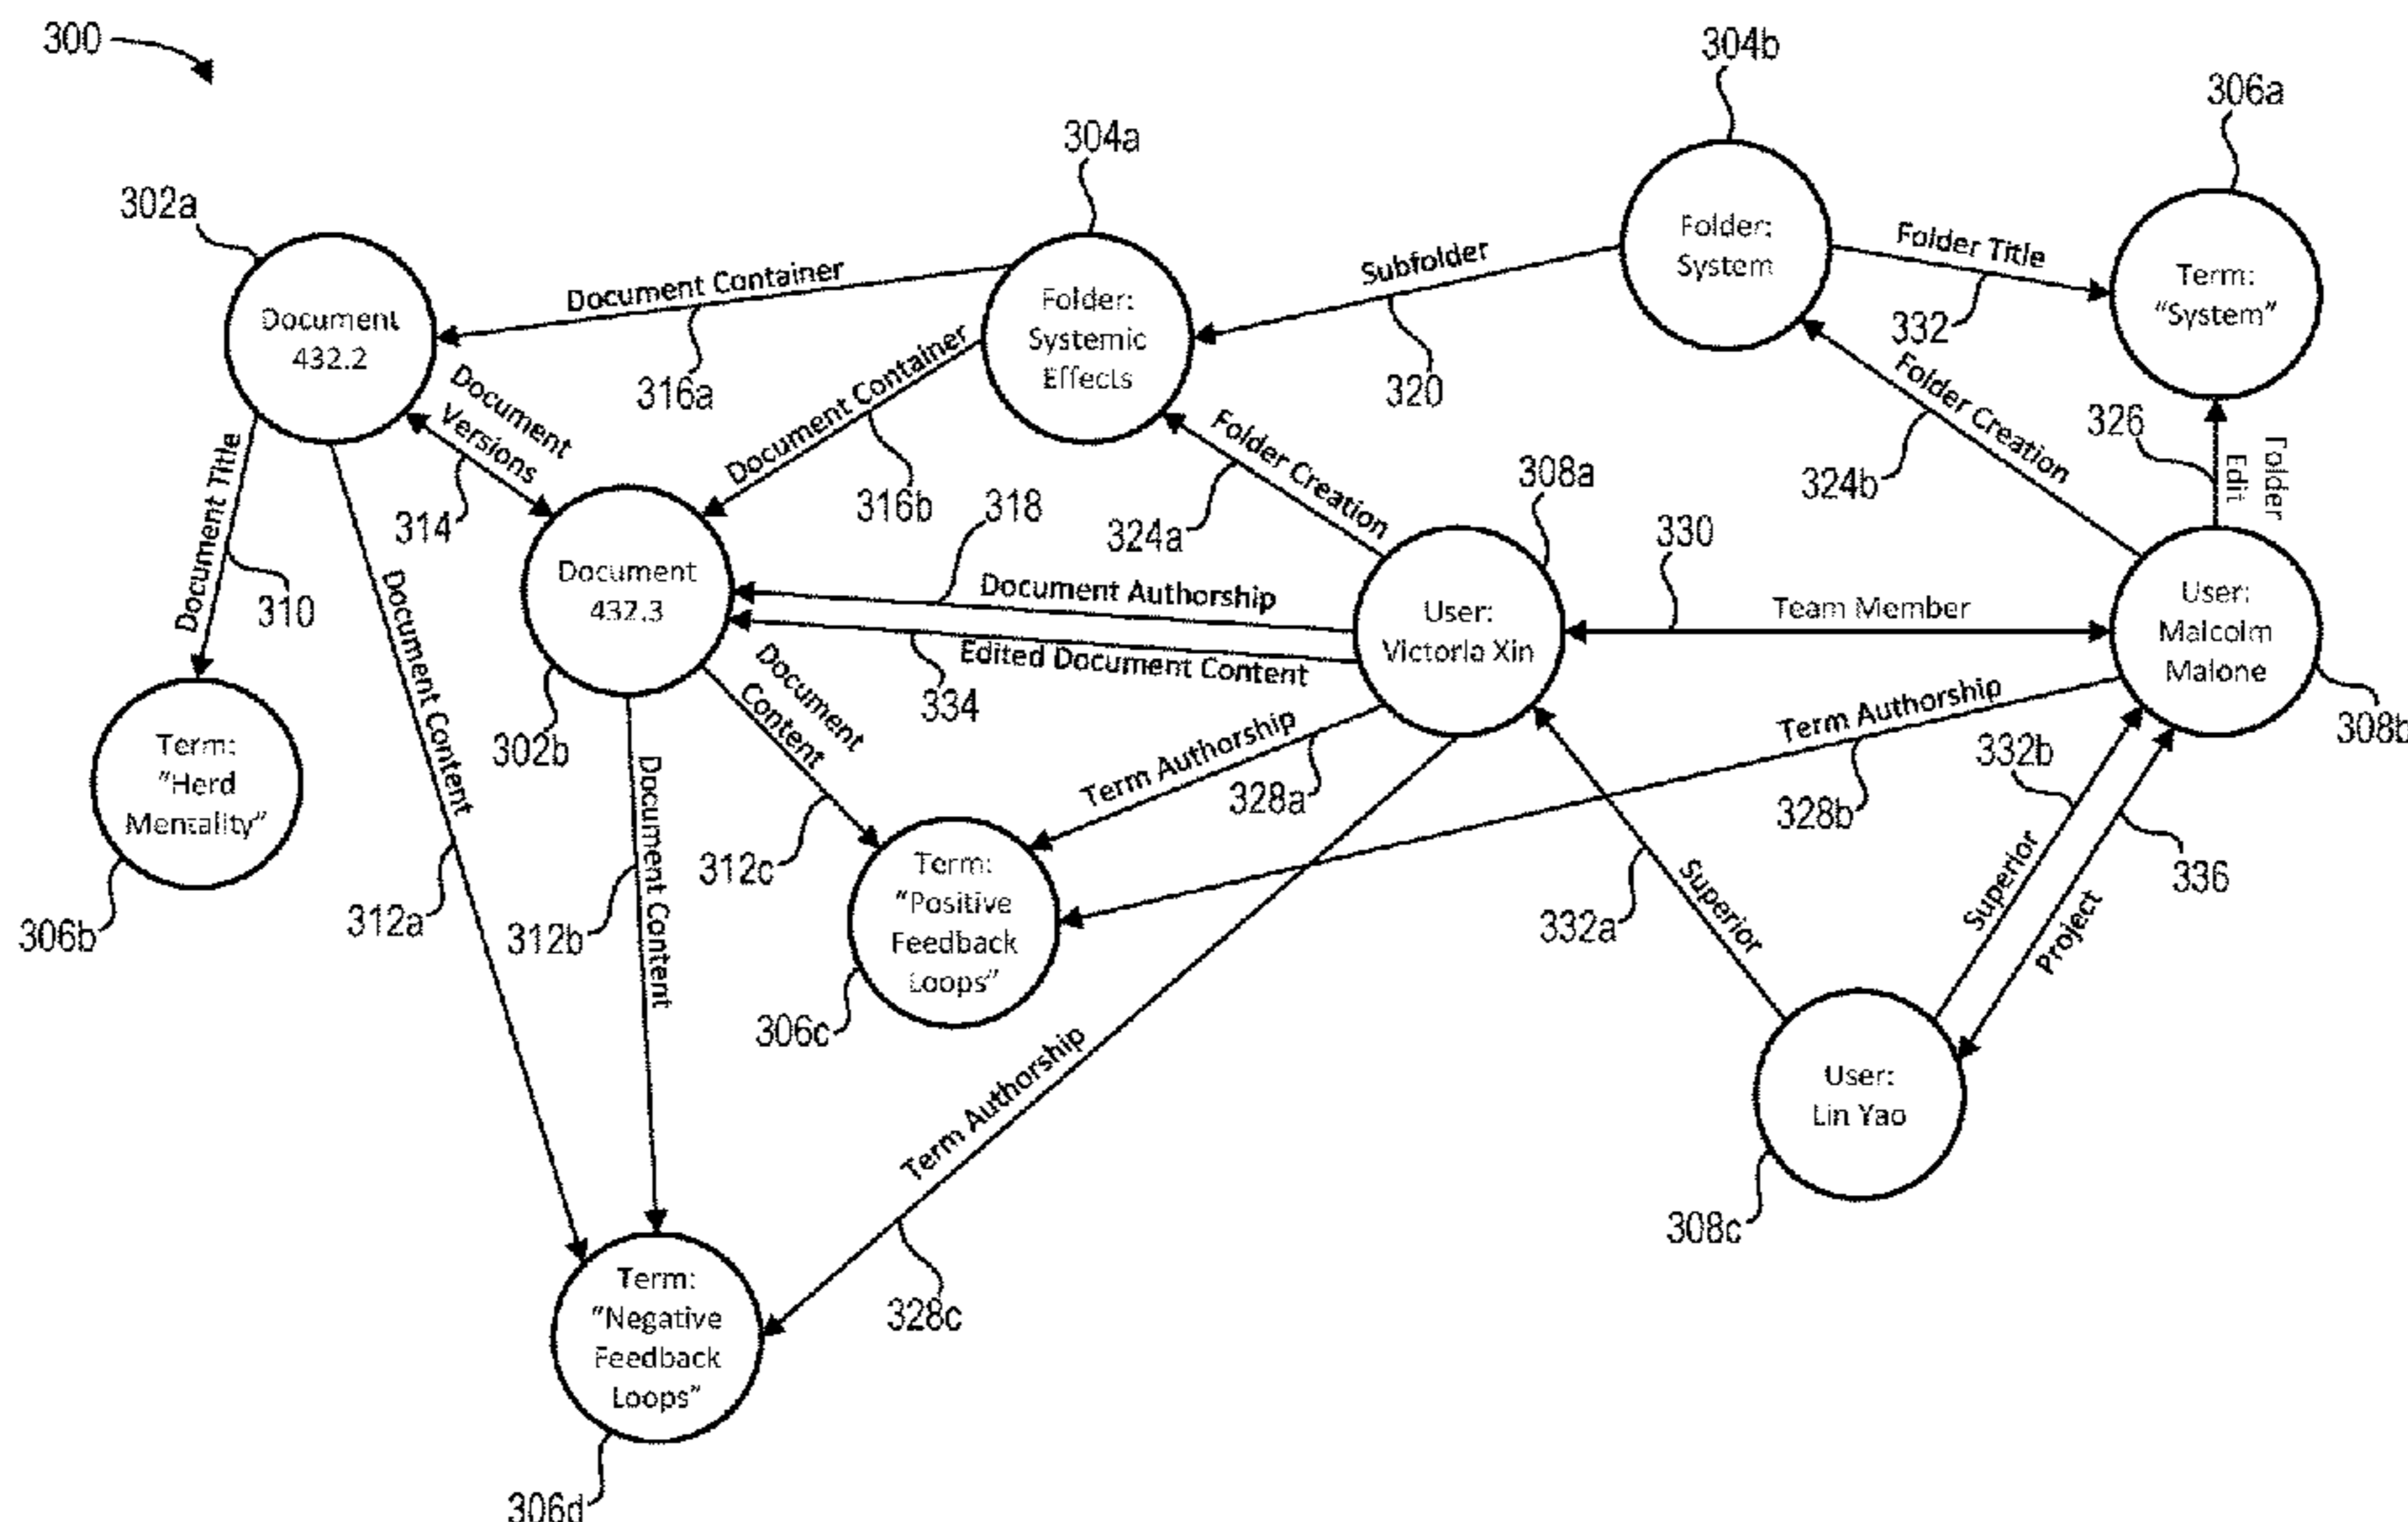 300
304b
306a
304a
302a
Folder:
System
Folder Title
Term:
"System"
Subfolder
Document Container
Folder:
Systemic
Effects
Document
432.2
332
320
316a
Document Container
Document
Versions
Folder Creation
326
Folder
Edit
Document Title
314
316b
318
324a
Folder Creation
308a
324b
330
Document
432.3
Document Authorship
User:
Victoria Xin
Team Member
User:
Malcolm
Malone
310
Document Content
Edited Document Content
334
Document
Content
302b
Term Authorship
328a
Term Authorship
332b
328b
308b
Term:
"Herd
Mentality"
Document Content
312c
Superior
Superior
336
Project
306b
312a
312b
Term:
"Positive
Feedback
Loops"
332a
306c
Term Authorship
User:
Lin Yao
308c
Term:
"Negative
Feedback
Loops"
328c
306d